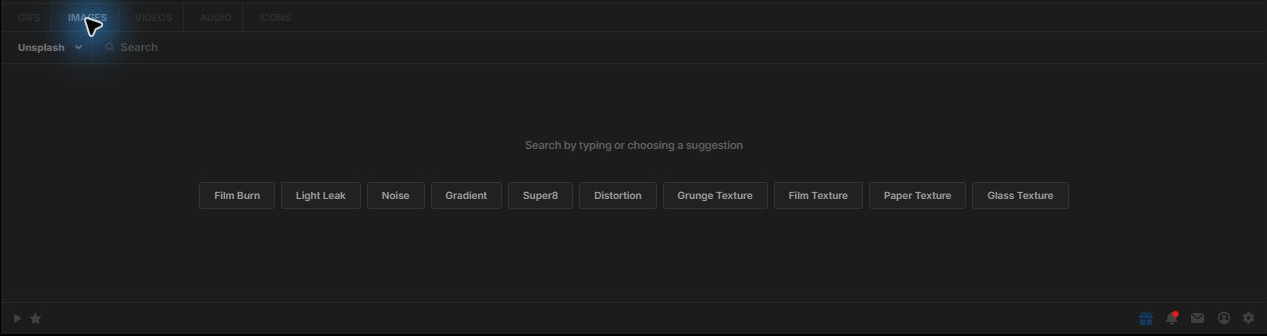 GIFS IMAGES VIDEOS AUDIO ICONS
Unsplash Search
Search by typing or choosing a suggestion
Film Burn Light Leak Noise Gradient Super8 Distortion Grunge Texture Film Texture Paper Texture Glass Texture